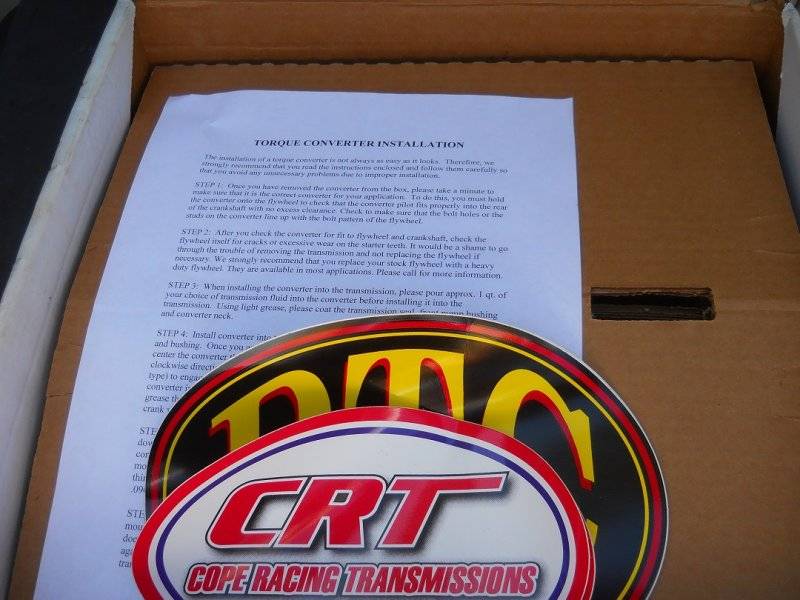 TORQUE CONVERTER INSTALLATION
The installation of a torque converter is not always as easy as it looks. Therefore, we
strongly recommend that you read the instructions enclosed and follow them carefully so
that you avoid any unnecessary problems due to improper installation.
STEP 1: Once you have removed the converter from the box, please take a minute to
make sure that it is the correct converter for your application. To do this, you must hold
the converter onto the flywheel to check that the converter pilot fits properly into the rear
of the crankshaft with no excess clearance. Check to make sure that the bolt holes or the
studs on the converter line up with the bolt pattern of the flywheel.
STEP 2: After you check the converter for fit to flywheel and crankshaft, check the
flywheel itself for cracks or excessive wear on the starter teeth. It would be a shame to go
through the trouble of removing the transmission and not replacing the flywheel if
necessary. We strongly recommend that you replace your stock flywheel with a heavy
duty flywheel. They are available in most applications. Please call for more information.
STEP 3: When installing the converter into the transmission, please pour approx. 1 qt. of
your choice of transmission fluid into the converter before installing it into the
transmission. Using light grease, please coat the transmission seal, front pump bushing
and converter neck.
STEP 4: Install converter into
and bushing. Once you
center the converter
clockwise
type) to
converter
grease
crank
PTC
CRT
COPE RACING TRANSMISSIONS